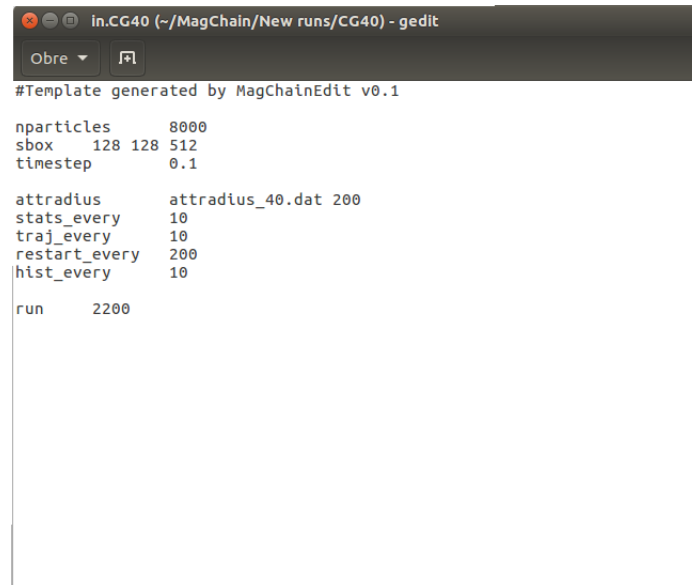 in.CG40 (~/MagChain/New runs/CG40) - gedit
Obre
#Template generated by MagChainEdit v0.1
nparticles 8000
sbox 128 128 512
timestep 0.1
attradius attradius_40.dat 200
stats_every 10
traj_every 10
restart_every 200
hist_every 10
run 2200